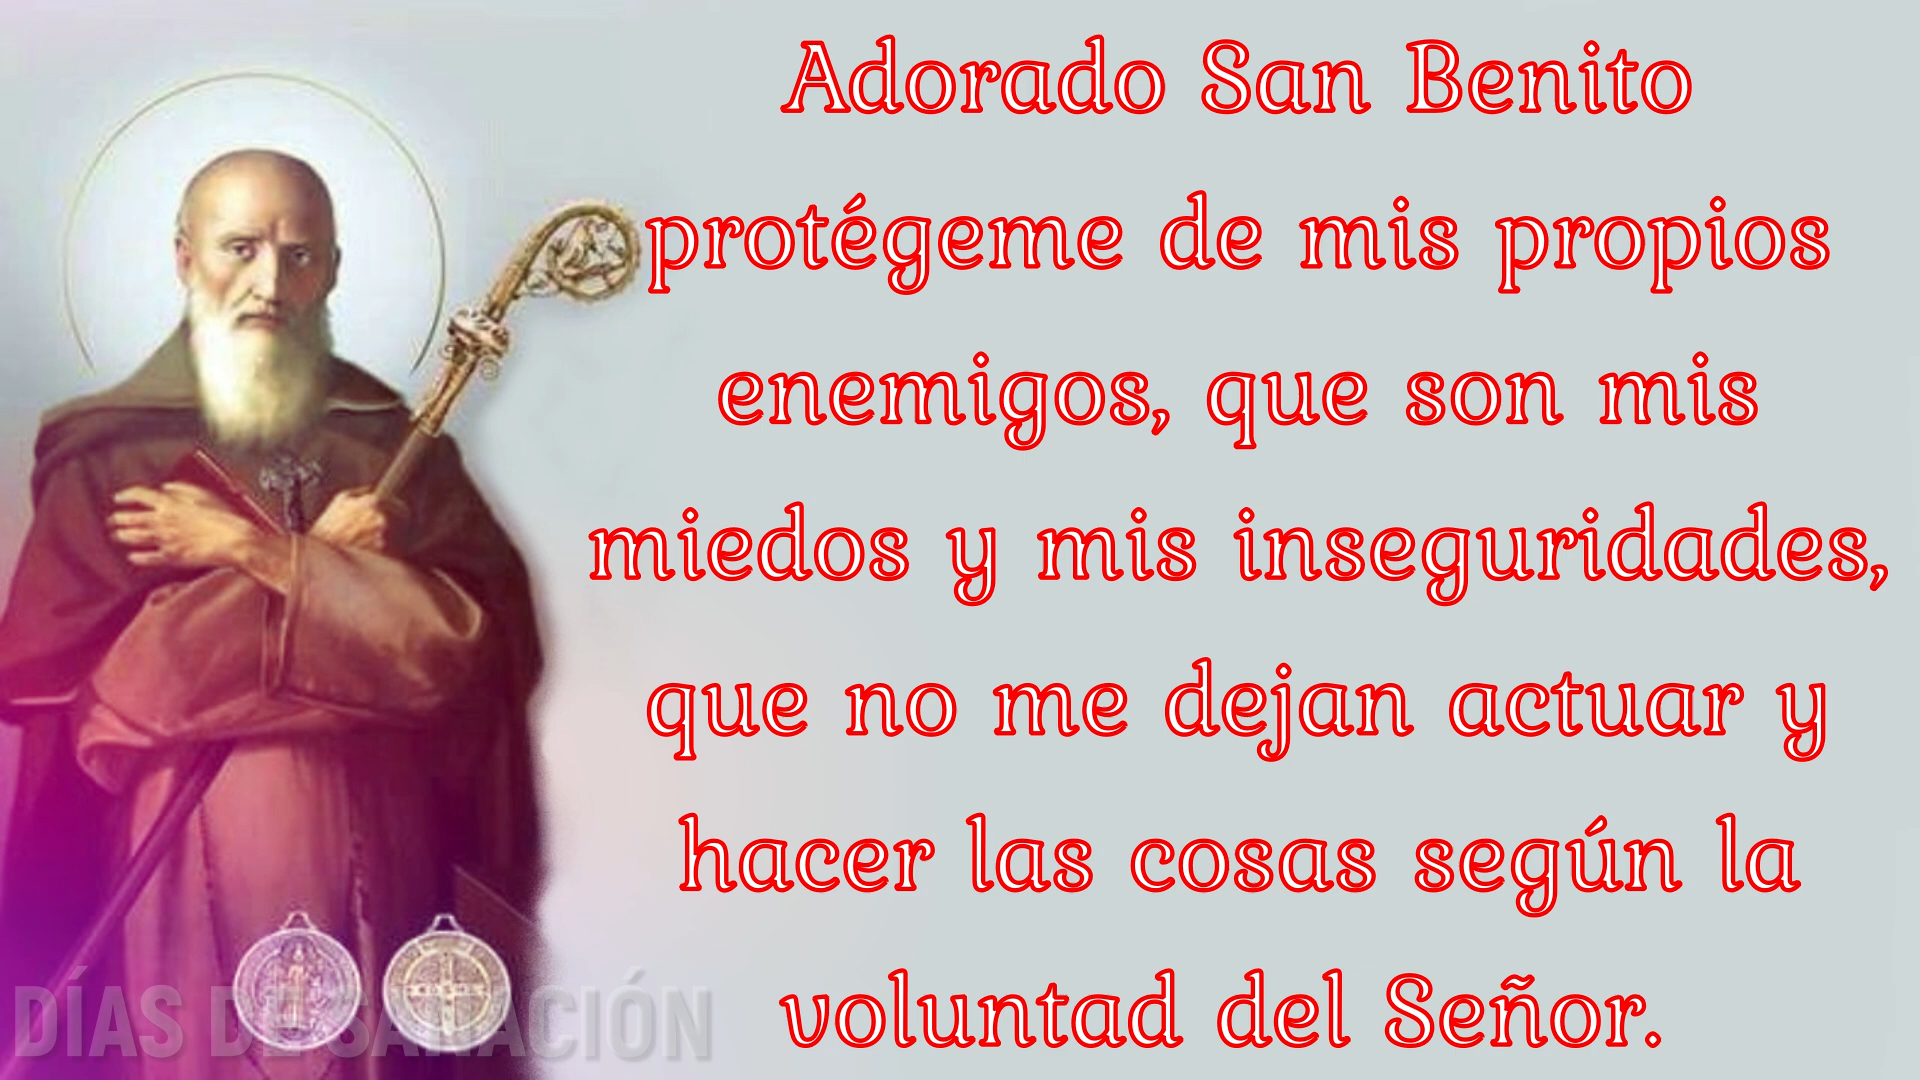 Adorado San Benito
protégeme de mis propios
enemigos, que son mis
miedos y mis inseguridades,
que no me dejan actuar y
hacer las cosas según la
voluntad del Señor.
DÍAS DE SANACIÓN